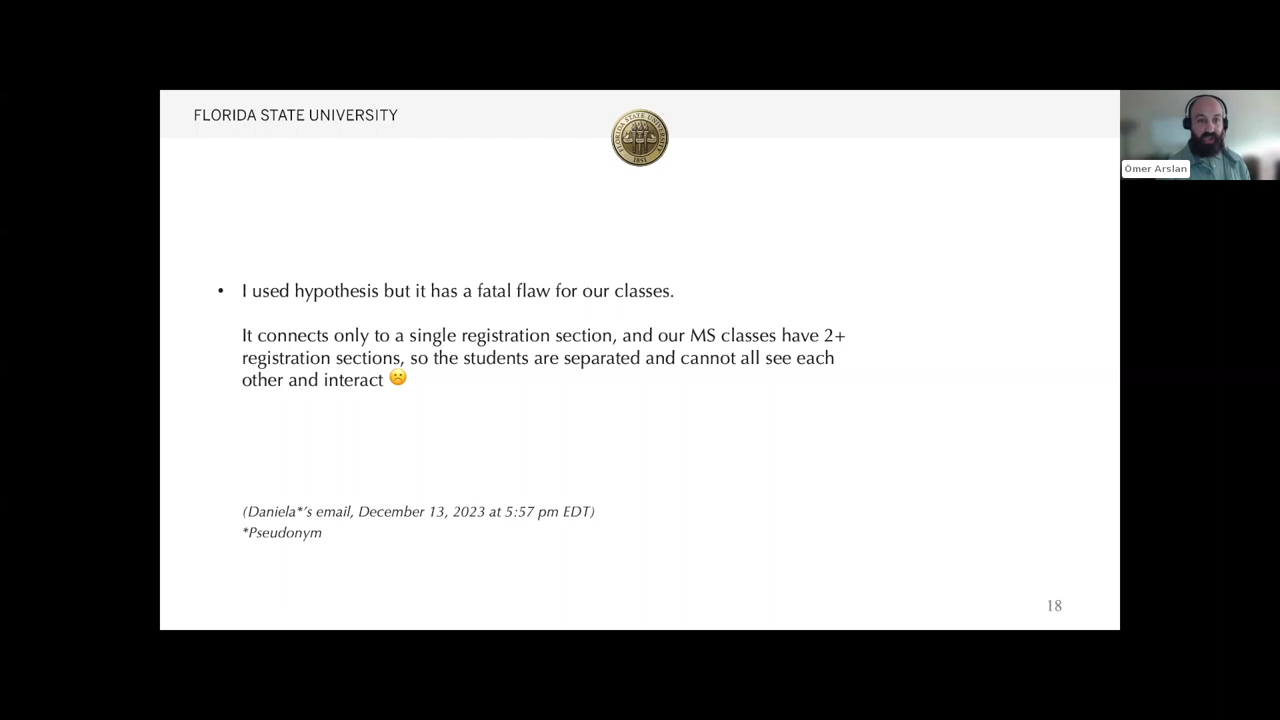 FLORIDA STATE UNIVERSITY
1851
Ömer Arslan
• I used hypothesis but it has a fatal flaw for our classes.
It connects only to a single registration section, and our MS classes have 2+
registration sections, so the students are separated and cannot all see each
other and interact ☹️
(Daniela*'s email, December 13, 2023 at 5:57 pm EDT)
*Pseudonym
18